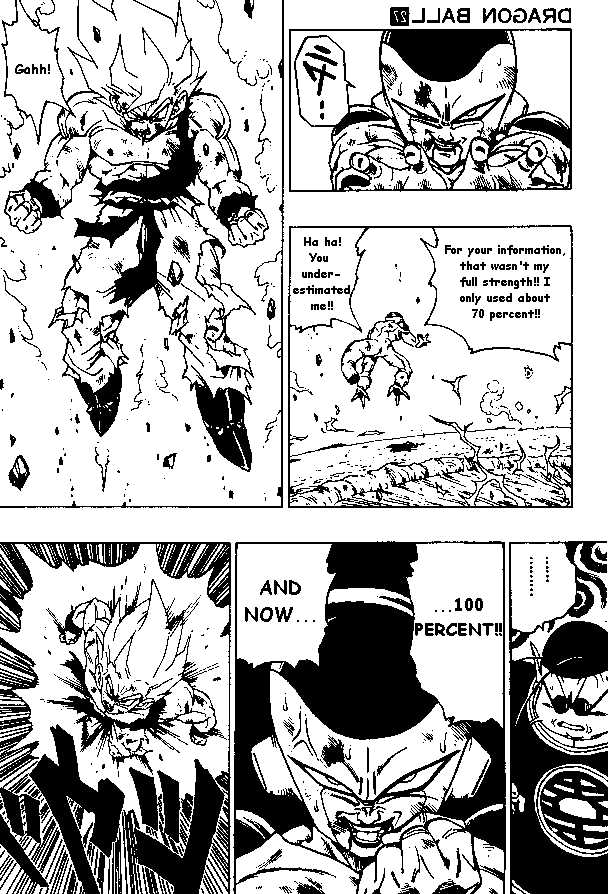 DRAGON BALL 27
Gahh!
Ha ha!
You
under-
estimated
me!!
For your information,
that wasn't my
full strength!! I
only used about
70 percent!!
AND
NOW...
...100
PERCENT!!